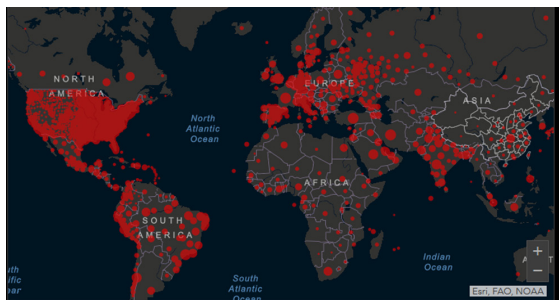 NORTH
AMERICA
EUROPE
ASIA
North
Atlantic
Ocean
AFRICA
SOUTH
AMERICA
Indian
Ocean
South
Atlantic
Ocean
+
−
Esri, FAO, NOAA